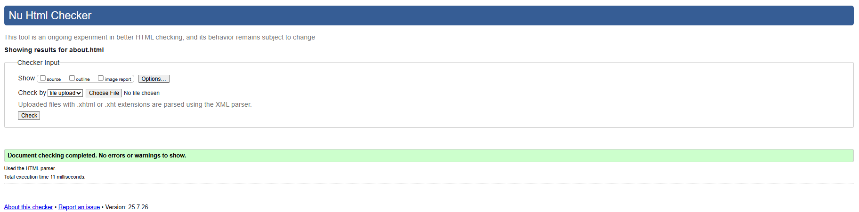 Nu Html Checker
This tool is an ongoing experiment in better HTML checking, and its behavior remains subject to change
Showing results for about.html
Checker Input
Show source outline image report Options...
Check by file upload Choose File No file chosen
Uploaded files with .xhtml or .xht extensions are parsed using the XML parser.
Check
Document checking completed. No errors or warnings to show.
Used the HTML parser.
Total execution time 11 milliseconds.
About this checker • Report an issue • Version: 25.7.26